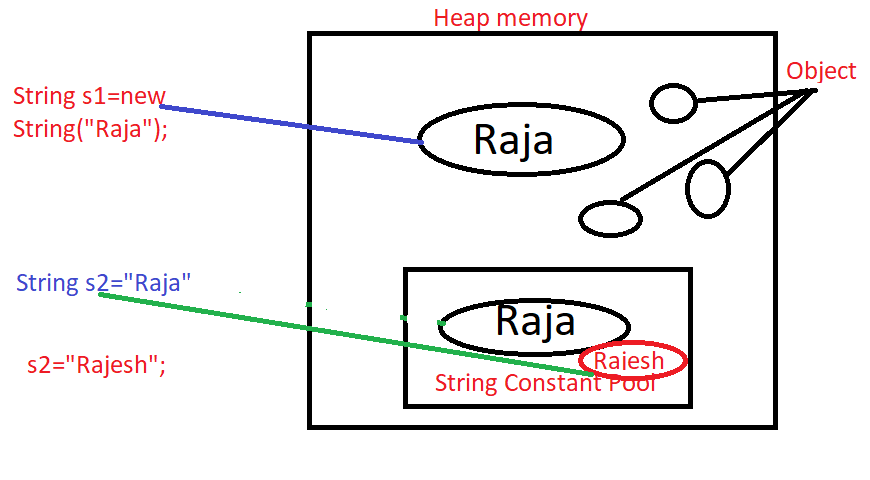 Heap memory
Object
String s1=new
String("Raja");
Raja
String s2="Raja"
Raja
s2="Rajesh";
Rajesh
String Constant Pool